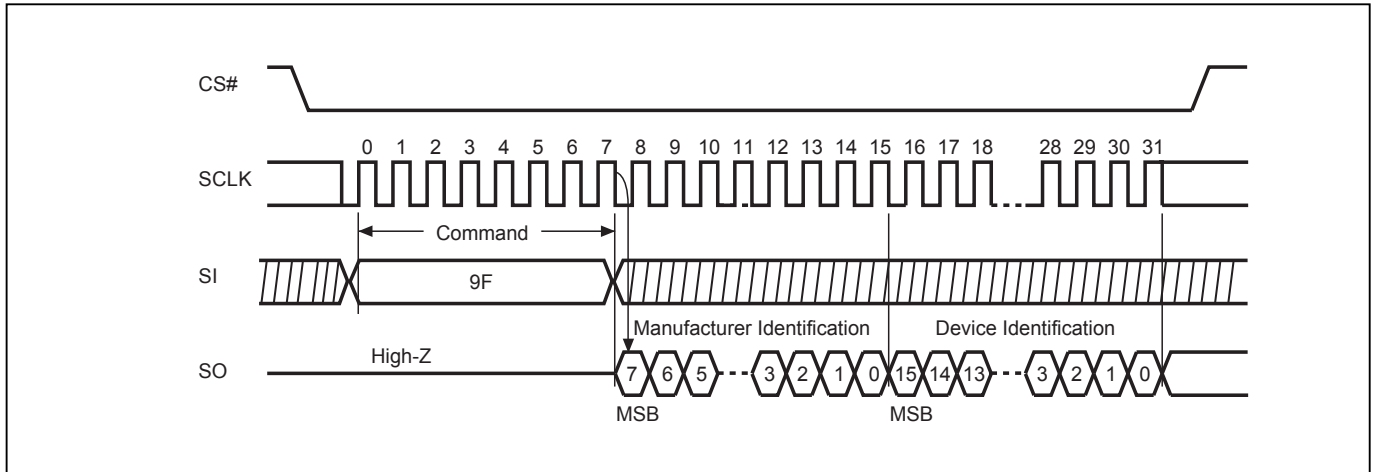 CS#
0 1 2 3 4 5 6 7 8 9 10 11 12 13 14 15 16 17 18 28 29 30 31
SCLK
Command
SI
9F
Manufacturer Identification Device Identification
High-Z
SO
7 6 5 3 2 1 0 15 14 13 3 2 1 0
MSB MSB